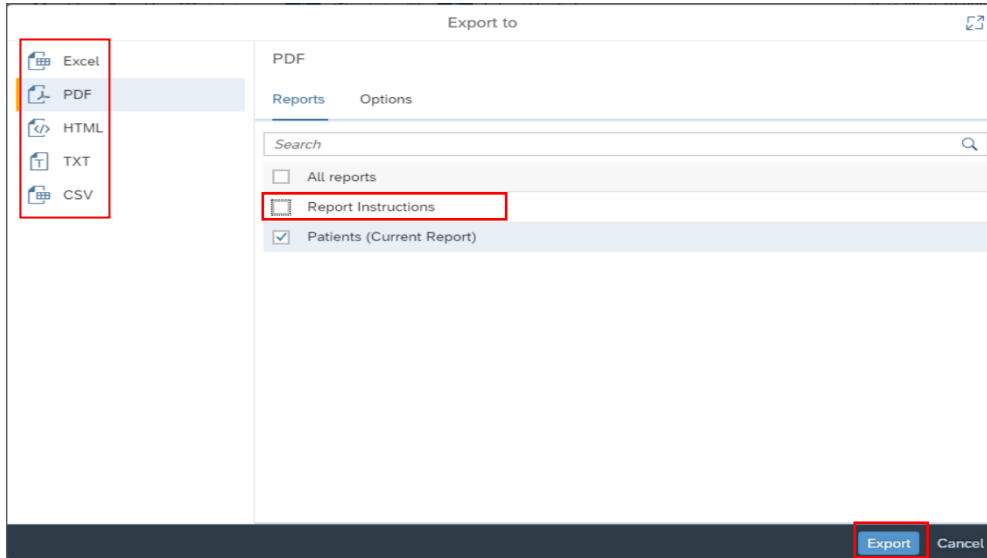 Export to
Excel
PDF
HTML
TXT
CSV
PDF
Reports Options
Search
All reports
Report Instructions
Patients (Current Report)
Export Cancel